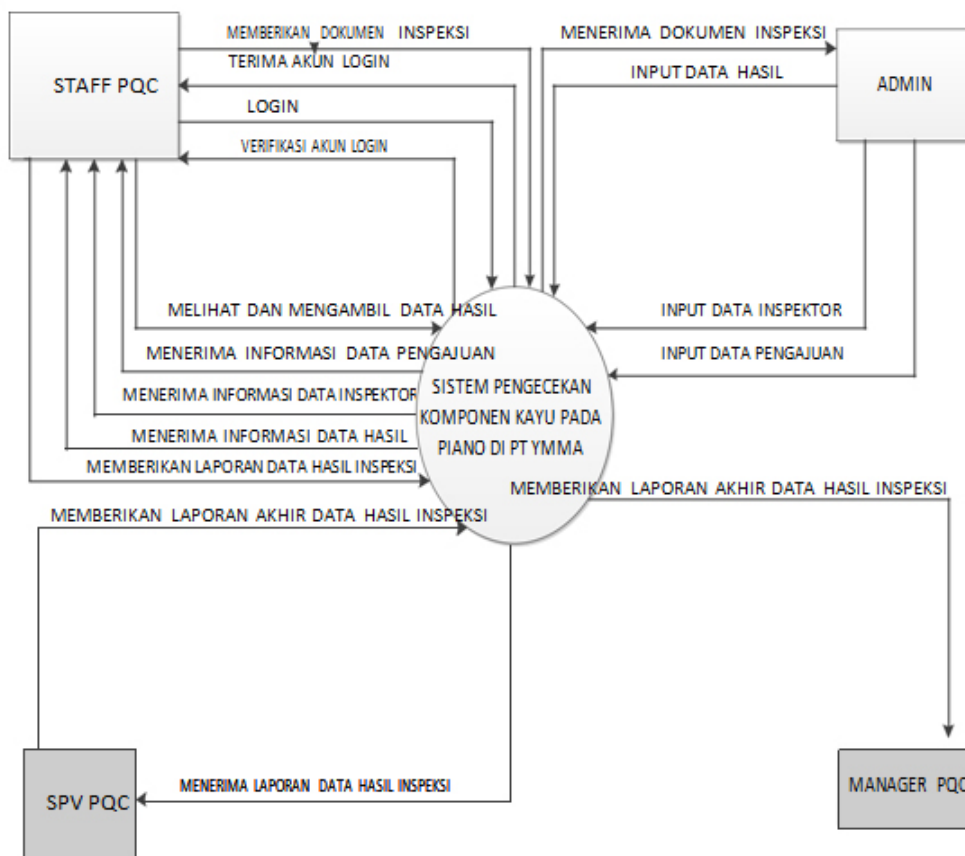 MEMBERIKAN DOKUMEN INSPEKSI
MENERIMA DOKUMEN INSPEKSI
TERIMA AKUN LOGIN
INPUT DATA HASIL
STAFF PQC
ADMIN
LOGIN
VERIFIKASI AKUN LOGIN
MELIHAT DAN MENGAMBIL DATA HASIL
INPUT DATA INSPEKTOR
MENERIMA INFORMASI DATA PENGAJUAN
INPUT DATA PENGAJUAN
MENERIMA INFORMASI DATA INSPEKTOR
MENERIMA INFORMASI DATA HASIL
MEMBERIKAN LAPORAN DATA HASIL INSPEKSI
SISTEM PENGECEKAN
KOMPONEN KAYU PADA
PIANO DI PT YMMA
MEMBERIKAN LAPORAN AKHIR DATA HASIL INSPEKSI
MEMBERIKAN LAPORAN AKHIR DATA HASIL INSPEKSI
MENERIMA LAPORAN DATA HASIL INSPEKSI
SPV PQC
MANAGER PQC